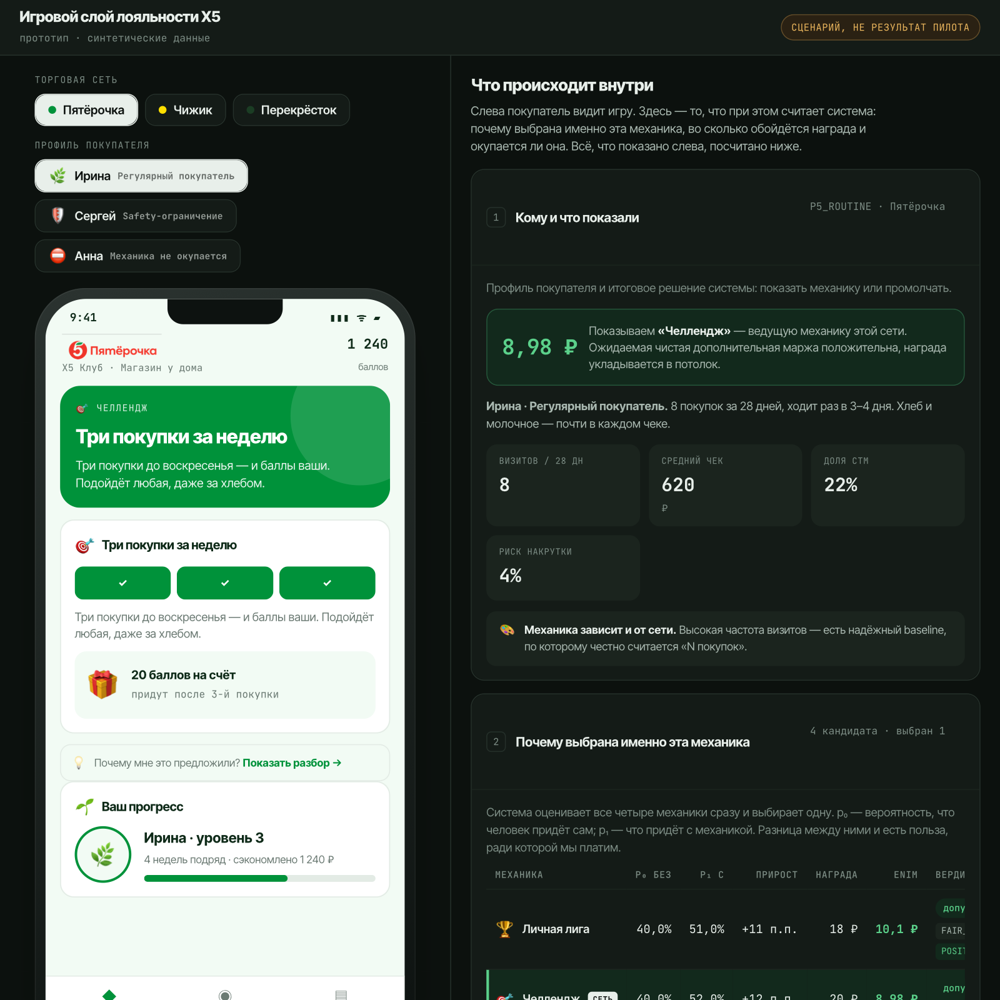 Игровой слой лояльности X5
прототип · синтетические данные
СЦЕНАРИЙ, НЕ РЕЗУЛЬТАТ ПИЛОТА
ТОРГОВАЯ СЕТЬ
Пятёрочка
Чижик
Перекрёсток
ПРОФИЛЬ ПОКУПАТЕЛЯ
Ирина Регулярный покупатель
Сергей Safety-ограничение
Анна Механика не окупается
9:41
5 Пятёрочка
1 240
X5 Клуб · Магазин у дома
баллов
ЧЕЛЛЕНДЖ
Три покупки за неделю
Три покупки до воскресенья — и баллы ваши.
Подойдёт любая, даже за хлебом.
Три покупки за неделю
✓ ✓ ✓
Три покупки до воскресенья — и баллы ваши. Подойдёт
любая, даже за хлебом.
20 баллов на счёт
придут после 3-й покупки
Почему мне это предложили? Показать разбор →
Ваш прогресс
Ирина · уровень 3
4 недель подряд · сэкономлено 1 240 ₽
Что происходит внутри
Слева покупатель видит игру. Здесь — то, что при этом считает система:
почему выбрана именно эта механика, во сколько обойдётся награда и
окупается ли она. Всё, что показано слева, посчитано ниже.
1 Кому и что показали
P5_ROUTINE · Пятёрочка
Профиль покупателя и итоговое решение системы: показать механику или промолчать.
8,98 ₽
Показываем «Челлендж» — ведущую механику этой сети.
Ожидаемая чистая дополнительная маржа положительна, награда
укладывается в потолок.
Ирина · Регулярный покупатель. 8 покупок за 28 дней, ходит раз в 3–4 дня. Хлеб и
молочное — почти в каждом чеке.
ВИЗИТОВ / 28 ДН
8
СРЕДНИЙ ЧЕК
620
₽
ДОЛЯ СТМ
22%
РИСК НАКРУТКИ
4%
Механика зависит и от сети. Высокая частота визитов — есть надёжный baseline,
по которому честно считается «N покупок».
2 Почему выбрана именно эта механика
4 кандидата · выбран 1
Система оценивает все четыре механики сразу и выбирает одну. p₀ — вероятность, что
человек придёт сам; p₁ — что придёт с механикой. Разница между ними и есть польза,
ради которой мы платим.
МЕХАНИКА P₀ БЕЗ P₁ С ПРИРОСТ НАГРАДА ENIM ВЕРДИ
Личная лига 40,0% 51,0% +11 п.п. 18 ₽ 10,1 ₽
допу
FAIR_
POSIT
Челлендж СЕТЬ 40,0% 52,0% +12 п.п. 20 ₽ 8,98 ₽
допу